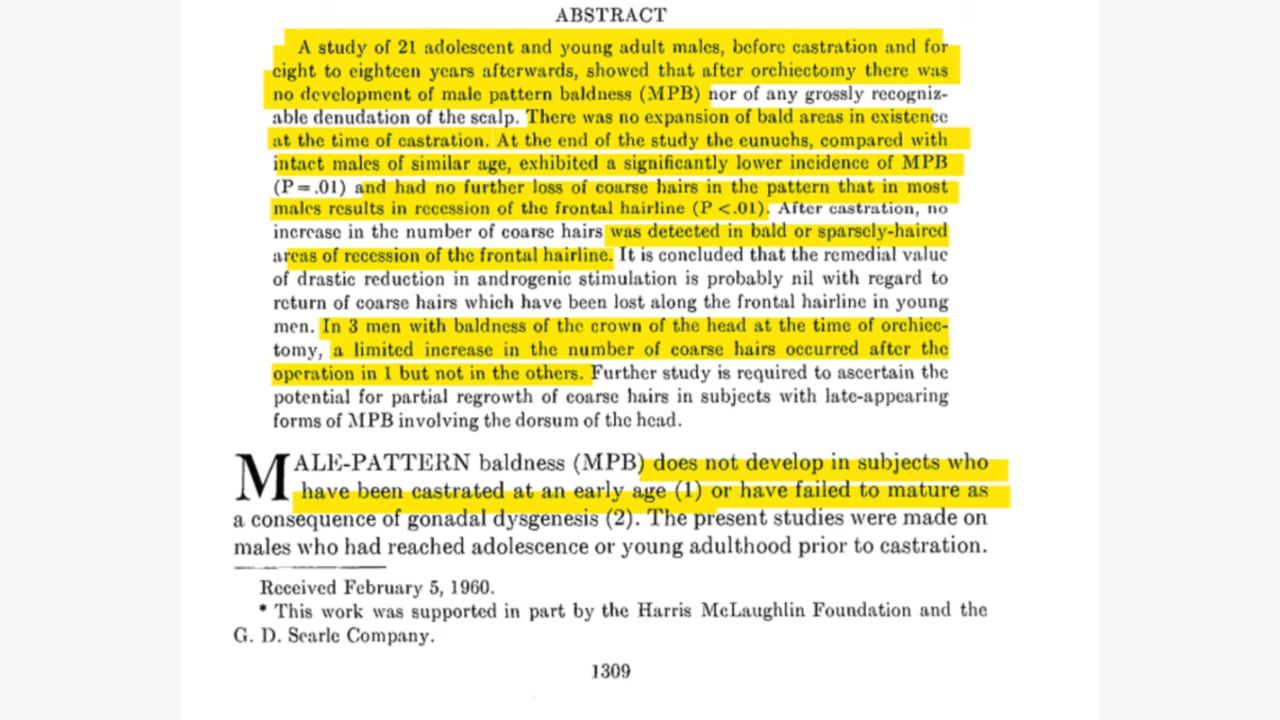 ABSTRACT
A study of 21 adolescent and young adult males, before castration and for
eight to eighteen years afterwards, showed that after orchiectomy there was
no development of male pattern baldness (MPB) nor of any grossly recogniz-
able denudation of the scalp. There was no expansion of bald areas in existence
at the time of castration. At the end of the study the eunuchs, compared with
intact males of similar age, exhibited a significantly lower incidence of MPB
(P = .01) and had no further loss of coarse hairs in the pattern that in most
males results in recession of the frontal hairline (P < .01). After castration, no
increase in the number of coarse hairs was detected in bald or sparsely-haired
areas of recession of the frontal hairline. It is concluded that the remedial value
of drastic reduction in androgenic stimulation is probably nil with regard to
return of coarse hairs which have been lost along the frontal hairline in young
men. In 3 men with baldness of the crown of the head at the time of orchiec-
tomy, a limited increase in the number of coarse hairs occurred after the
operation in 1 but not in the others. Further study is required to ascertain the
potential for partial regrowth of coarse hairs in subjects with late-appearing
forms of MPB involving the dorsum of the head.
MALE-PATTERN baldness (MPB) does not develop in subjects who
have been castrated at an early age (1) or have failed to mature as
a consequence of gonadal dysgenesis (2). The present studies were made on
males who had reached adolescence or young adulthood prior to castration.
Received February 5, 1960.
* This work was supported in part by the Harris McLaughlin Foundation and the
G. D. Searle Company.
1309